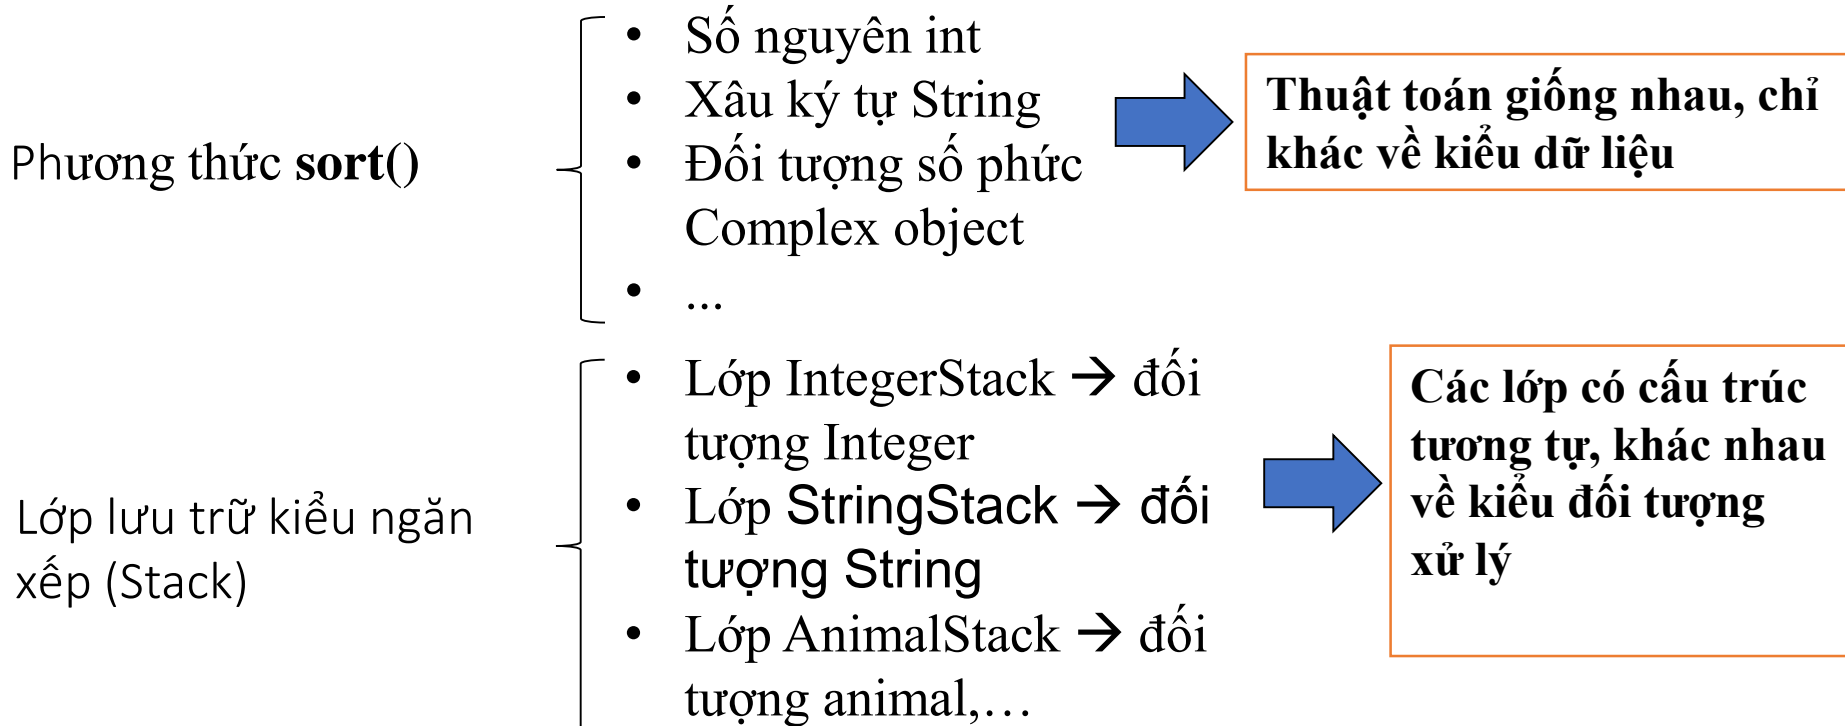 Phương thức sort()
• Số nguyên int
• Xâu ký tự String
• Đối tượng số phức
Complex object
• ...
Thuật toán giống nhau, chỉ
khác về kiểu dữ liệu
Lớp lưu trữ kiểu ngăn
xếp (Stack)
• Lớp IntegerStack → đối
tượng Integer
• Lớp StringStack → đối
tượng String
• Lớp AnimalStack → đối
tượng animal,...
Các lớp có cấu trúc
tương tự, khác nhau
về kiểu đối tượng
xử lý